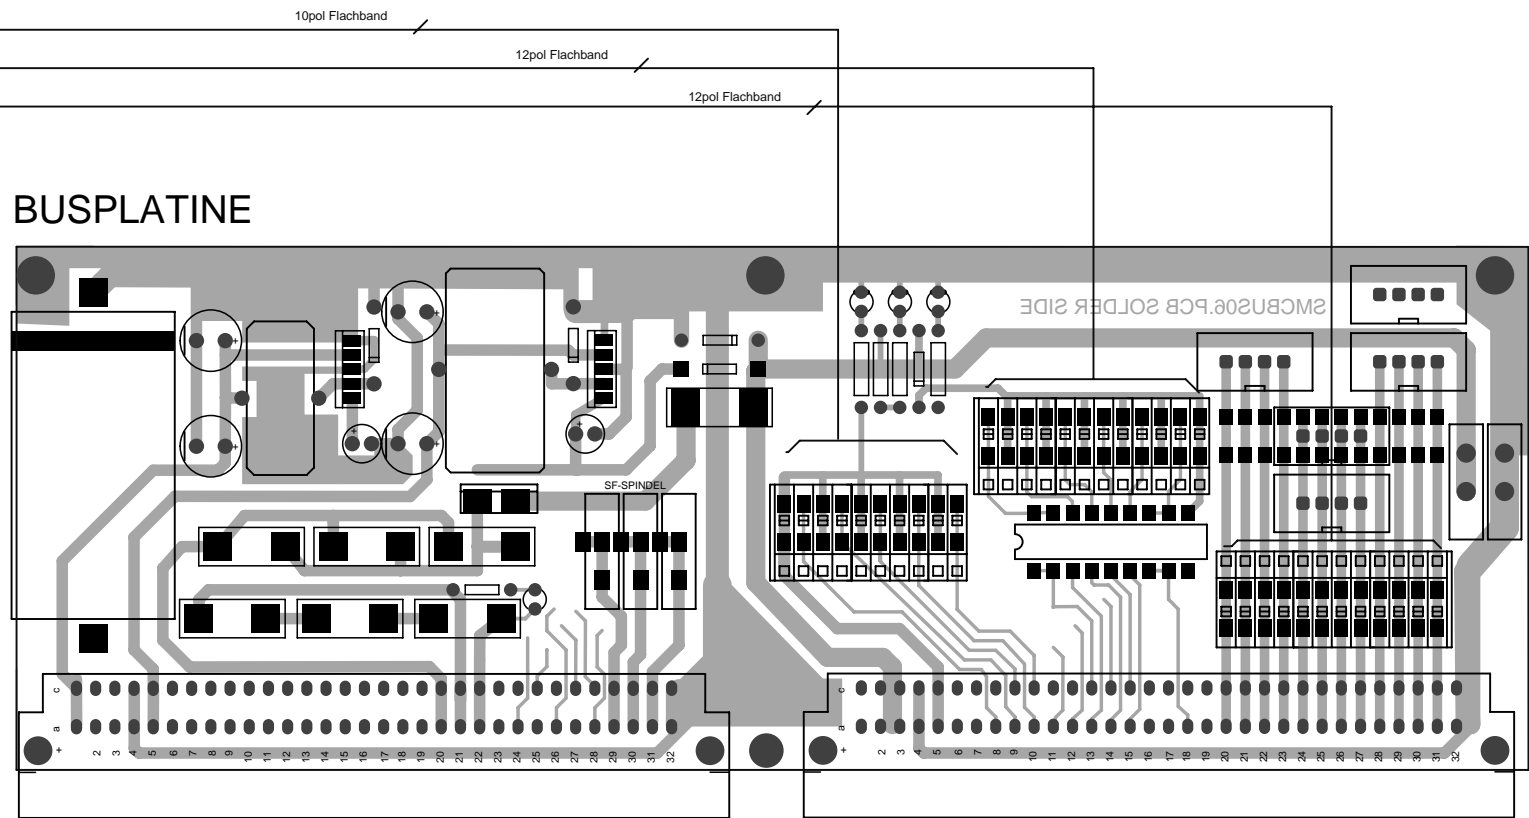 10pol Flachband
12pol Flachband
12pol Flachband
BUSPLATINE
SMCBUS06.PCB SOLDER SIDE
+
+
+
+
+
+
SF-SPINDEL
c
a
+ 2 3 4 5 6 7 8 9 10 11 12 13 14 15 16 17 18 19 20 21 22 23 24 25 26 27 28 29 30 31 32
c
a
+ 2 3 4 5 6 7 8 9 10 11 12 13 14 15 16 17 18 19 20 21 22 23 24 25 26 27 28 29 30 31 32